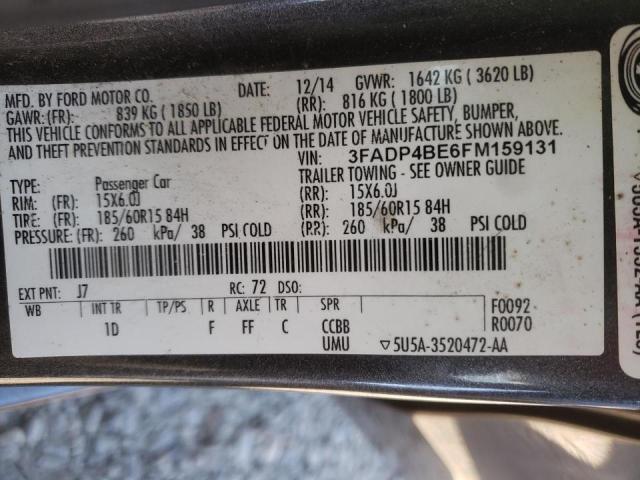 MFD. BY FORD MOTOR CO. DATE: 12/14 GVWR: 1642 KG ( 3620 LB)
GAWR:(FR): 839 KG ( 1850 LB) (RR): 816 KG ( 1800 LB)
THIS VEHICLE CONFORMS TO ALL APPLICABLE FEDERAL MOTOR VEHICLE SAFETY, BUMPER,
AND THEFT PREVENTION STANDARDS IN EFFECT ON THE DATE OF MANUFACTURE SHOWN ABOVE.
VIN: 3FADP4BE6FM159131
TYPE: Passenger Car TRAILER TOWING - SEE OWNER GUIDE
RIM: (FR): 15X6.0J (RR): 15X6.0J
TIRE: (FR): 185/60R15 84H (RR): 185/60R15 84H
PRESSURE: (FR): 260 kPa/ 38 PSI COLD (RR): 260 kPa/ 38 PSI COLD
EXT PNT: J7 RC: 72 DSO:
WB INT TR TP/PS R AXLE TR SPR F0092
1D F FF C CCBB R0070
UMU ▽5U5A-3520472-AA